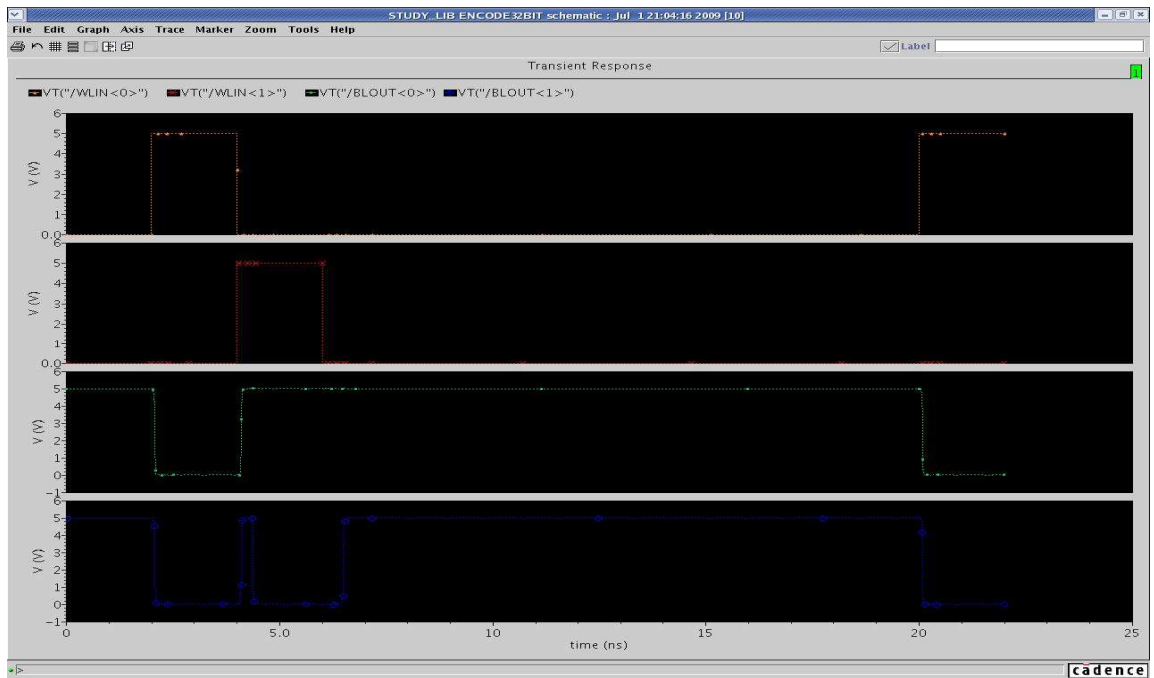 STUDY_LIB ENCODE32BIT schematic : Jul 1 21:04:16 2009 [10]
File Edit Graph Axis Trace Marker Zoom Tools Help
Label
Transient Response
1
VT("/WLIN<0>") VT("/WLIN<1>") VT("/BLOUT<0>") VT("/BLOUT<1>")
6
5
4
3
2
1
0.0
V (V)
6
5
4
3
2
1
0.0
V (V)
6
5
4
3
2
1
0
-1
V (V)
6
5
4
3
2
1
0
-1
V (V)
0 5.0 10 15 20 25
time (ns)
>
cadence